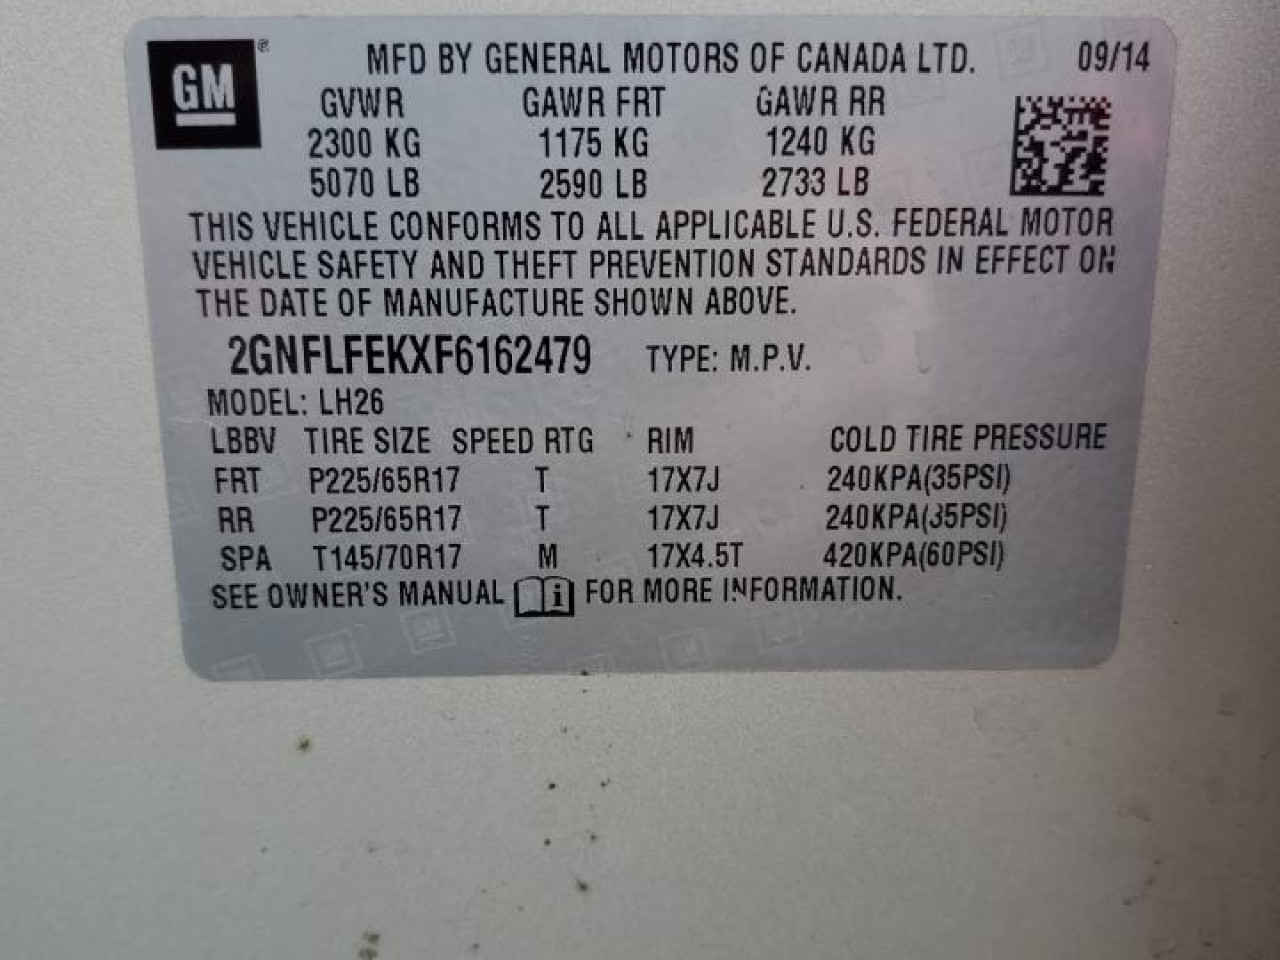 GM ®
MFD BY GENERAL MOTORS OF CANADA LTD. 09/14
GVWR GAWR FRT GAWR RR
2300 KG 1175 KG 1240 KG
5070 LB 2590 LB 2733 LB
THIS VEHICLE CONFORMS TO ALL APPLICABLE U.S. FEDERAL MOTOR
VEHICLE SAFETY AND THEFT PREVENTION STANDARDS IN EFFECT ON
THE DATE OF MANUFACTURE SHOWN ABOVE.
2GNFLFEKXF6162479 TYPE: M.P.V.
MODEL: LH26
LBBV TIRE SIZE SPEED RTG RIM COLD TIRE PRESSURE
FRT P225/65R17 T 17X7J 240KPA(35PSI)
RR P225/65R17 T 17X7J 240KPA(35PSI)
SPA T145/70R17 M 17X4.5T 420KPA(60PSI)
SEE OWNER'S MANUAL i FOR MORE INFORMATION.